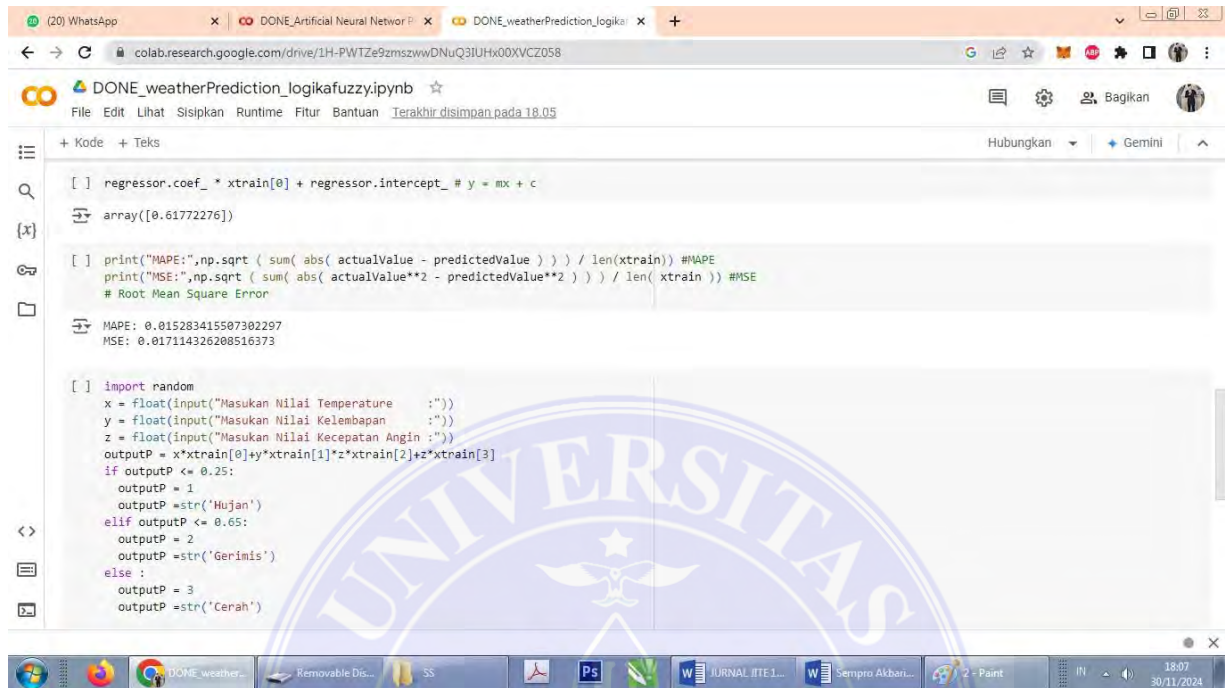 (20) WhatsApp
DONE_Artificial Neural Networ P
DONE_weatherPrediction_logika
colab.research.google.com/drive/1H-PWTZe9zmszwwDNuQ3IUHx00XVCZ058
DONE_weatherPrediction_logikafuzzy.ipynb
File Edit Lihat Sisipkan Runtime Fitur Bantuan Terakhir disimpan pada 18.05
Bagikan
+ Kode + Teks
Hubungkan
Gemini
[ ] regressor.coef_ * xtrain[0] + regressor.intercept_ # y = mx + c
array([0.61772276])
[ ] print("MAPE:",np.sqrt ( sum( abs( actualValue - predictedValue ) ) ) / len(xtrain)) #MAPE
print("MSE:",np.sqrt ( sum( abs( actualValue**2 - predictedValue**2 ) ) ) / len( xtrain )) #MSE
# Root Mean Square Error
MAPE: 0.015283415507302297
MSE: 0.017114326208516373
[ ] import random
x = float(input("Masukan Nilai Temperature :"))
y = float(input("Masukan Nilai Kelembapan :"))
z = float(input("Masukan Nilai Kecepatan Angin :"))
outputP = x*xtrain[0]+y*xtrain[1]*z*xtrain[2]+z*xtrain[3]
if outputP <= 0.25:
outputP = 1
outputP =str('Hujan')
elif outputP <= 0.65:
outputP = 2
outputP =str('Gerimis')
else :
outputP = 3
outputP =str('Cerah')
UNIVERSITAS
DONE_weather...
Removable Dis...
SS
JURNAL JITE 1...
Sempro Akbari...
2 - Paint
IN
18:07
30/11/2024